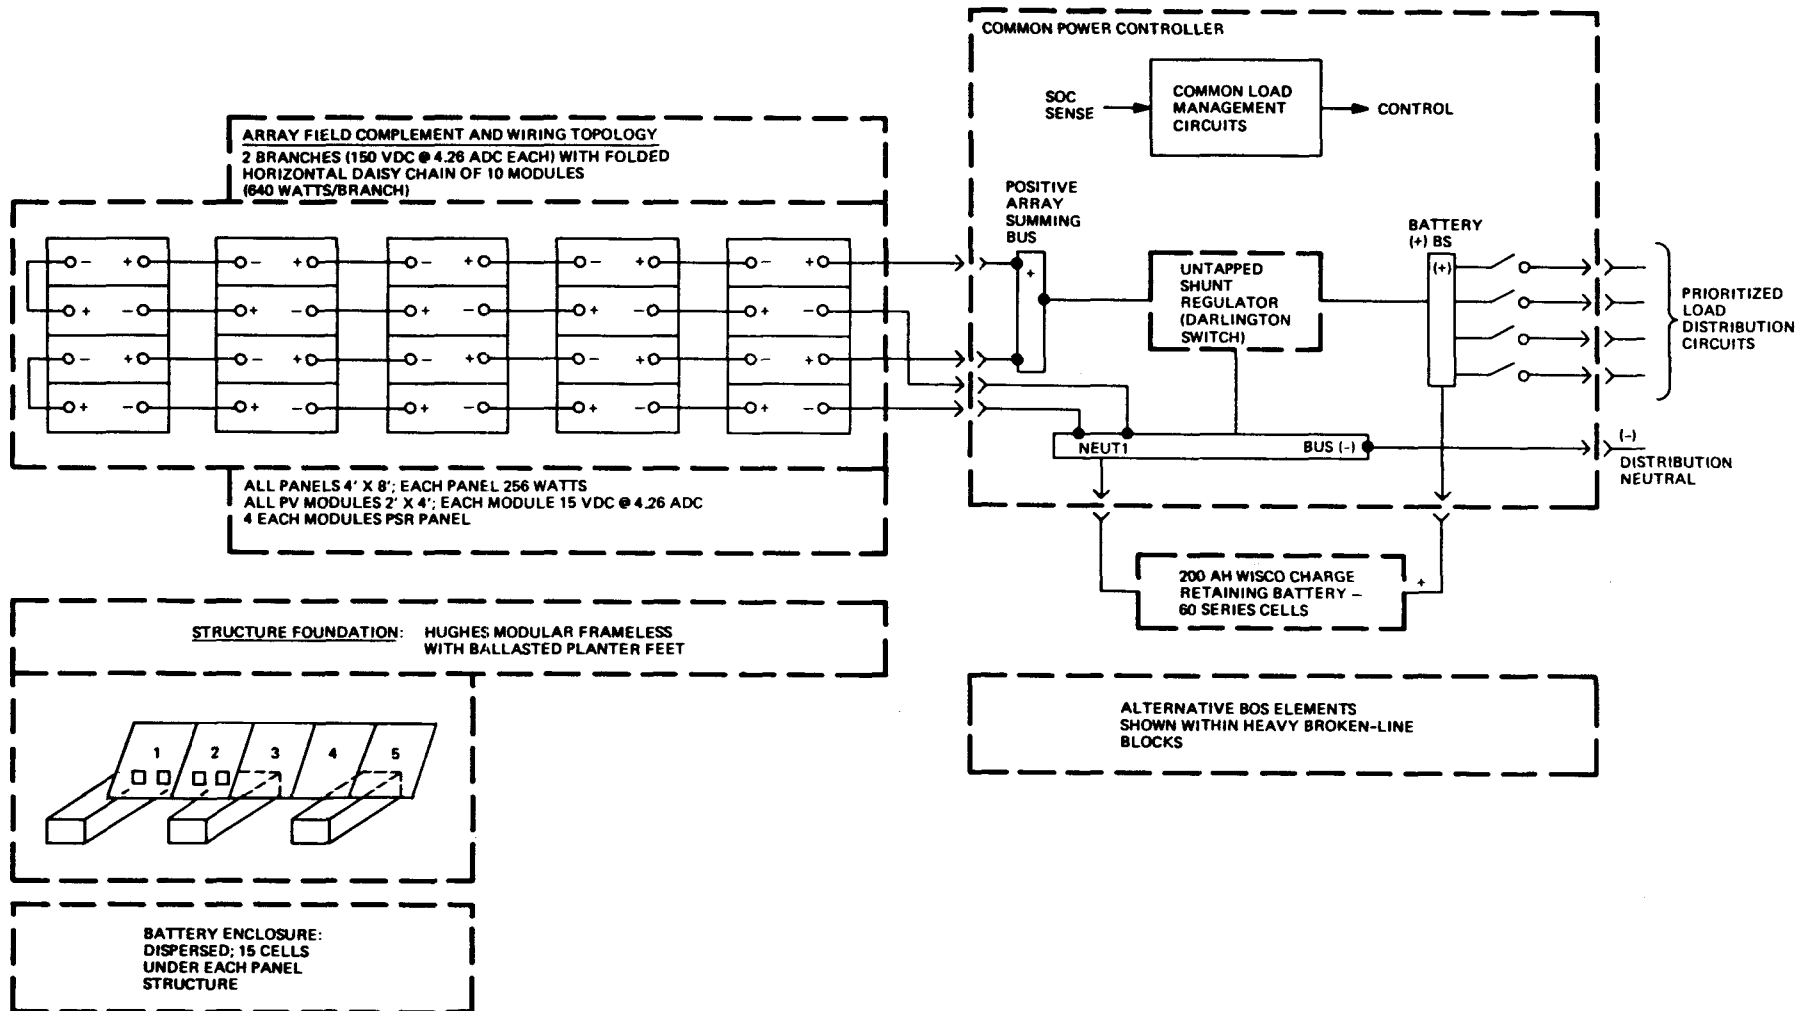 COMMON POWER CONTROLLER
SOC
SENSE
COMMON LOAD
MANAGEMENT
CIRCUITS
CONTROL
ARRAY FIELD COMPLEMENT AND WIRING TOPOLOGY
2 BRANCHES (150 VDC @ 4.26 ADC EACH) WITH FOLDED
HORIZONTAL DAISY CHAIN OF 10 MODULES
(640 WATTS/BRANCH)
- + - + - + - + - +
+ - + - + - + - + -
- + - + - + - + - +
+ - + - + - + - + -
POSITIVE
ARRAY
SUMMING
BUS
+
UNTAPPED
SHUNT
REGULATOR
(DARLINGTON
SWITCH)
BATTERY
(+) BS
(+)
PRIORITIZED
LOAD
DISTRIBUTION
CIRCUITS
NEUT1
BUS (-)
(-)
DISTRIBUTION
NEUTRAL
ALL PANELS 4' X 8'; EACH PANEL 256 WATTS
ALL PV MODULES 2' X 4'; EACH MODULE 15 VDC @ 4.26 ADC
4 EACH MODULES PSR PANEL
200 AH WISCO CHARGE
RETAINING BATTERY –
60 SERIES CELLS
+
STRUCTURE FOUNDATION: HUGHES MODULAR FRAMELESS
WITH BALLASTED PLANTER FEET
1 2 3 4 5
ALTERNATIVE BOS ELEMENTS
SHOWN WITHIN HEAVY BROKEN-LINE
BLOCKS
BATTERY ENCLOSURE:
DISPERSED; 15 CELLS
UNDER EACH PANEL
STRUCTURE